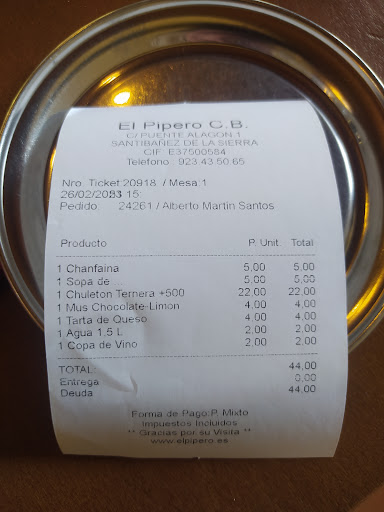 El Pipero C.B.
C/ PUENTE ALAGON,1
SANTIBAÑEZ DE LA SIERRA
CIF: E37500584
Telefono: 923.43.50.65
Nro. Ticket:20918 / Mesa:1
26/02/2023 15:
Pedido: 24261 / Alberto Martin Santos
Producto P. Unit. Total
1 Chanfaina 5,00 5,00
1 Sopa de 5,00 5,00
1 Chuleton Ternera +500 22,00 22,00
1 Mus Chocolate-Limon 4,00 4,00
1 Tarta de Queso 4,00 4,00
1 Agua 1.5 L 2,00 2,00
1 Copa de Vino 2,00 2,00
TOTAL: 44,00
Entrega 0,00
Deuda 44,00
Forma de Pago:P. Mixto
Impuestos Incluidos
** Gracias por su Visita **
www.elpipero.es